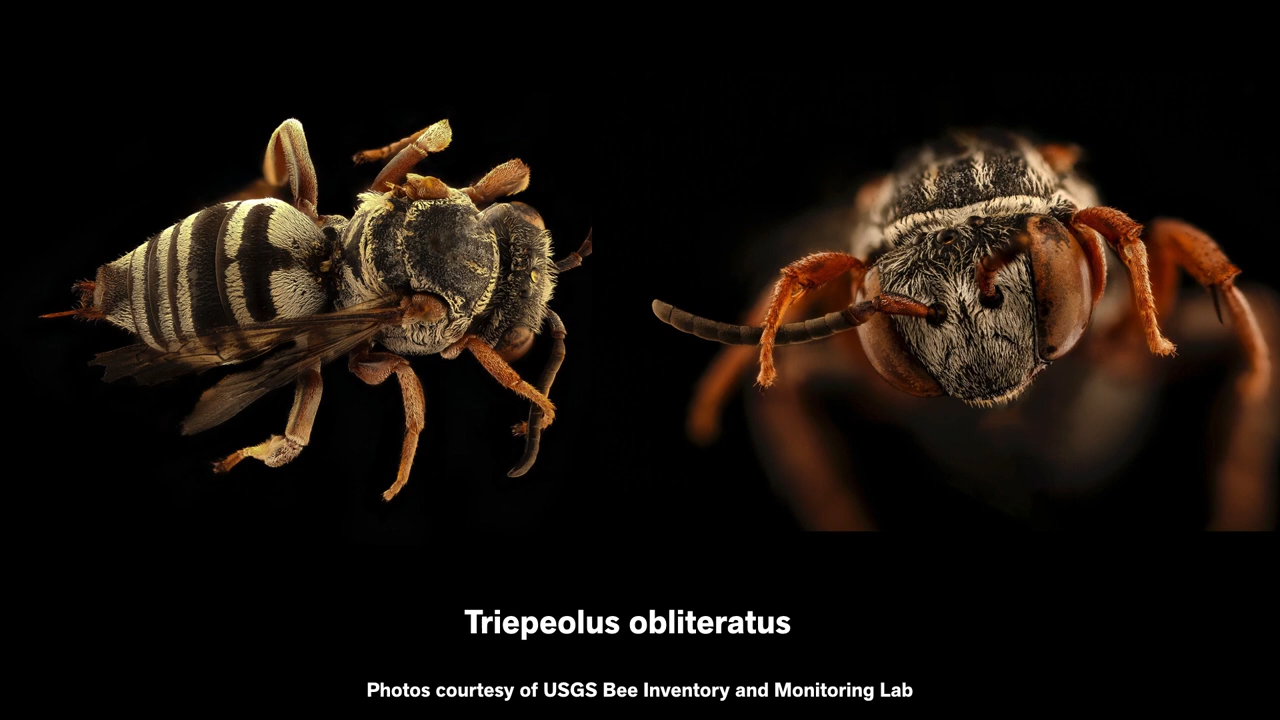 Triepeolus obliteratus
Photos courtesy of USGS Bee Inventory and Monitoring Lab